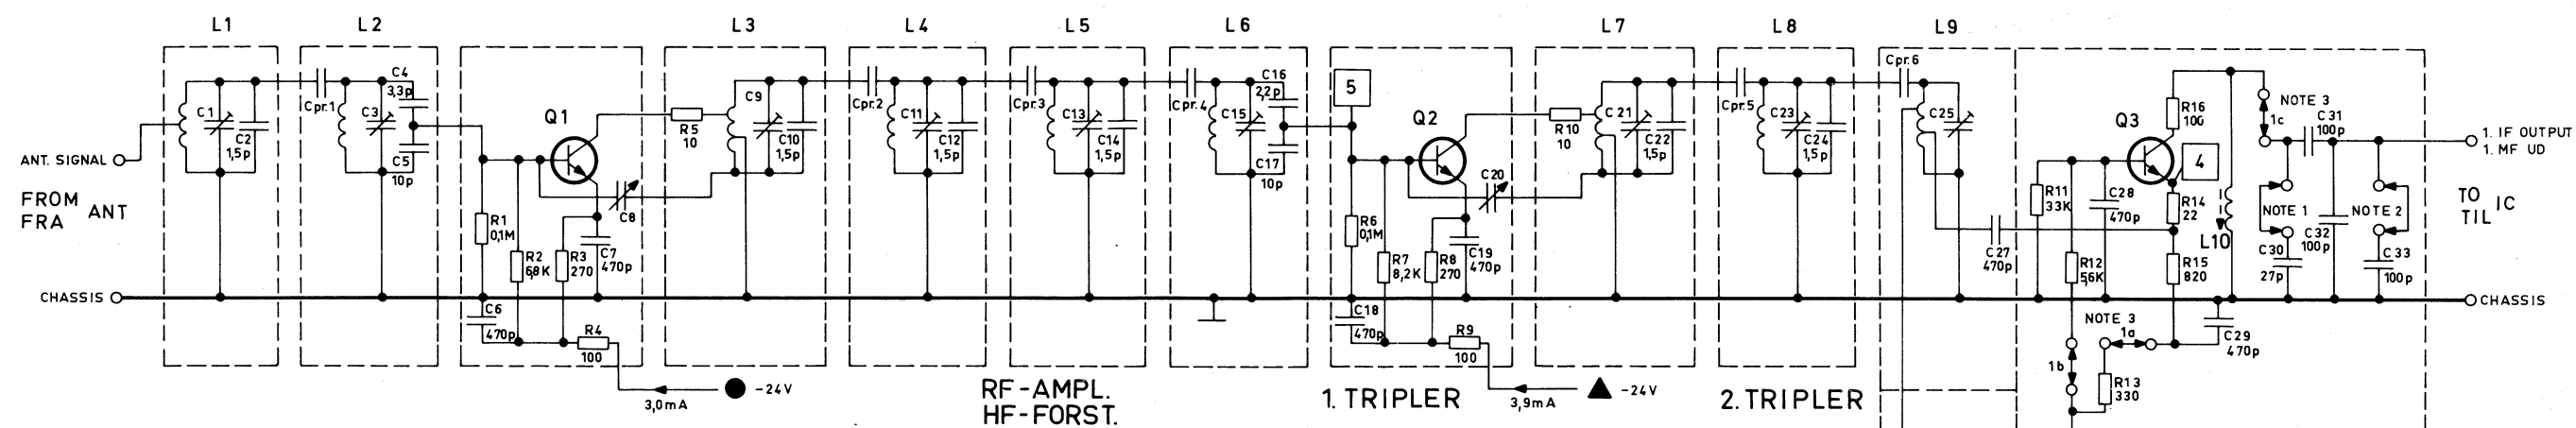 L1
L2
L3
L4
L5
L6
L7
L8
L9
ANT. SIGNAL
FROM
FRA ANT
CHASSIS
C1
C2
1,5p
Cpr.1
C3
C4
3,3p
C5
10p
Q1
R1
0,1M
R2
68K
R3
270
C7
470p
C8
C6
470p
R4
100
3,0mA
-24V
R5
10
C9
C10
1,5p
Cpr.2
C11
C12
1,5p
Cpr.3
C13
C14
1,5p
Cpr.4
C15
C16
2,2p
C17
10p
RF-AMPL.
HF-FORST.
5
Q2
R6
0,1M
R7
8,2K
R8
270
C19
470p
C20
C18
470p
R9
100
3,9mA
-24V
1. TRIPLER
R10
10
C21
C22
1,5p
Cpr.5
C23
C24
1,5p
2. TRIPLER
Cpr.6
C25
C27
470p
Q3
R16
100
4
R11
33K
C28
470p
R14
22
R12
5,6K
R15
820
L10
NOTE 3
1c
C31
100p
NOTE 1
C30
27p
C32
100p
NOTE 2
C33
100p
NOTE 3
1a
1b
R13
330
C29
470p
1. IF OUTPUT
1. MF UD
TO
TIL IC
CHASSIS